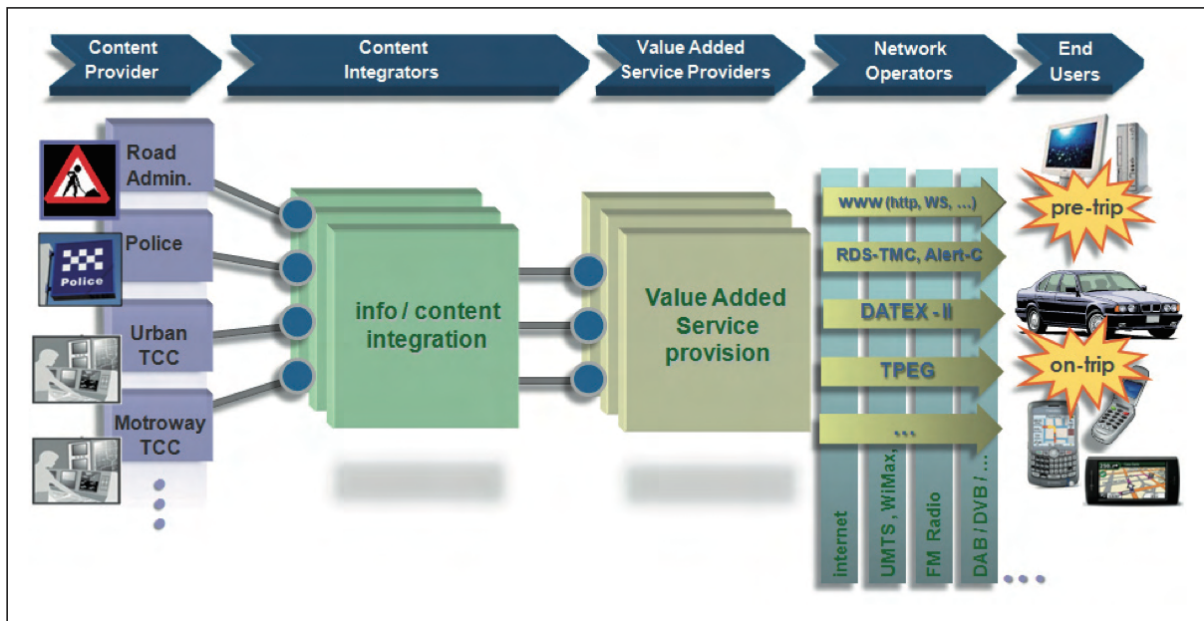 Content
Provider
Content
Integrators
Value Added
Service Providers
Network
Operators
End
Users
Road
Admin.
Police
Police
Urban
TCC
Motroway
TCC
info / content
integration
Value Added
Service
provision
www (http, WS, ...)
RDS-TMC, Alert-C
DATEX - II
TPEG
...
internet
UMTS , WiMax,
FM Radio
DAB / DVB / ...
pre-trip
on-trip